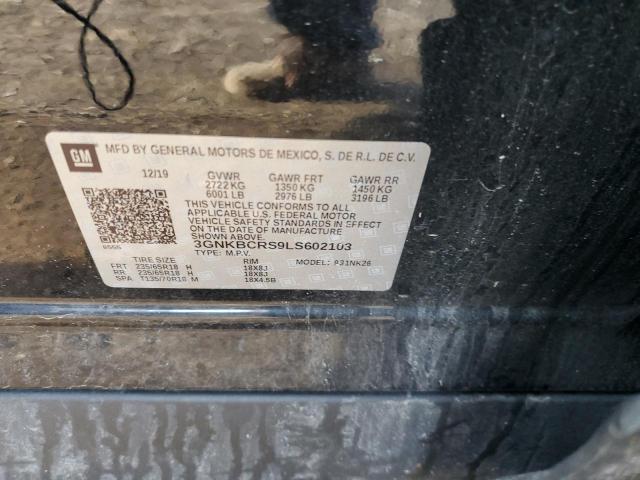 GM MFD BY GENERAL MOTORS DE MEXICO, S. DE R.L. DE C.V.
12/19 GVWR GAWR FRT GAWR RR
2722 KG 1350 KG 1450 KG
6001 LB 2976 LB 3196 LB
THIS VEHICLE CONFORMS TO ALL
APPLICABLE U.S. FEDERAL MOTOR
VEHICLE SAFETY STANDARDS IN EFFECT
ON THE DATE OF MANUFACTURE
SHOWN ABOVE.
3GNKBCRS9LS602103
TYPE: M.P.V. MODEL: 931NK26
TIRE SIZE RIM
FRT 235/65R18 H 18X8J
RR 235/65R18 H 18X8J
SPA T135/70R18 M 18X4.5B